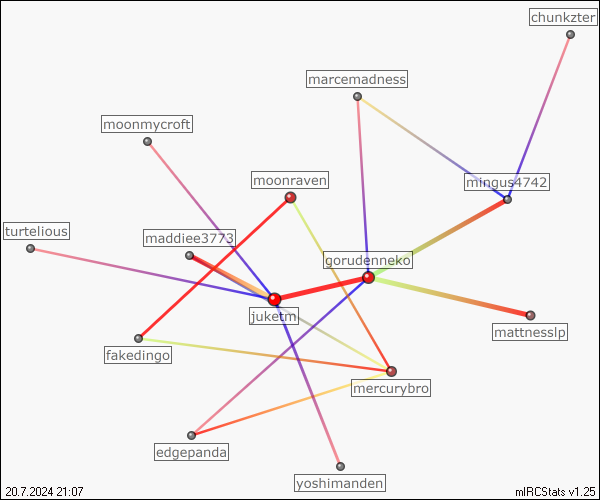 chunkzter
marcemadness
moonmycroft
moonraven
mingus4742
turtelious
maddiee3773
gorudenneko
juketm
mattnesslp
fakedingo
mercurybro
edgepanda
yoshimanden
20.7.2024 21:07
mIRCStats v1.25